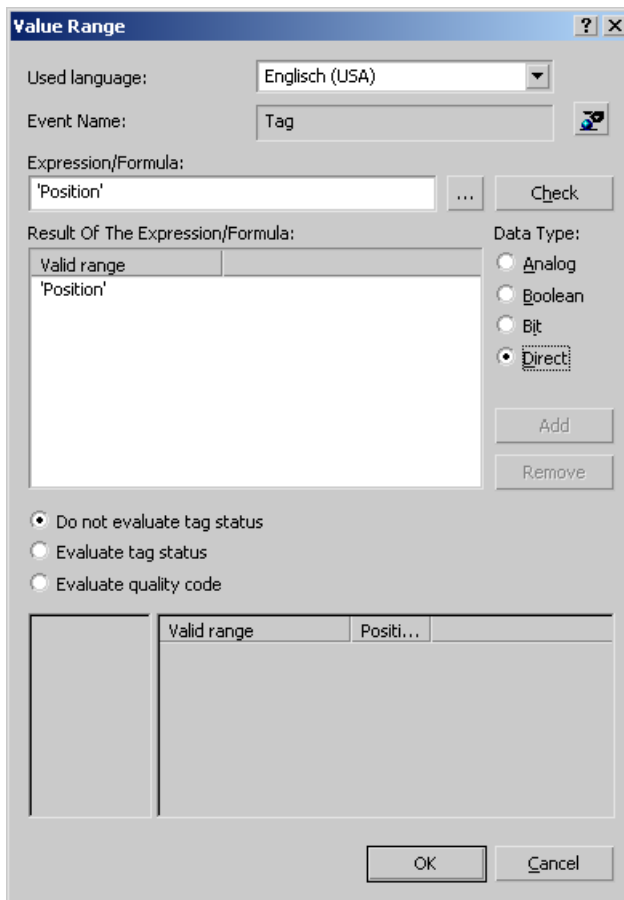 Value Range
Used language: Englisch (USA)
Event Name: Tag
Expression/Formula:
'Position' ... Check
Result Of The Expression/Formula: Data Type:
Valid range
'Position'
Analog
Boolean
Bit
Direct
Add
Remove
Do not evaluate tag status
Evaluate tag status
Evaluate quality code
Valid range Positi...
OK Cancel